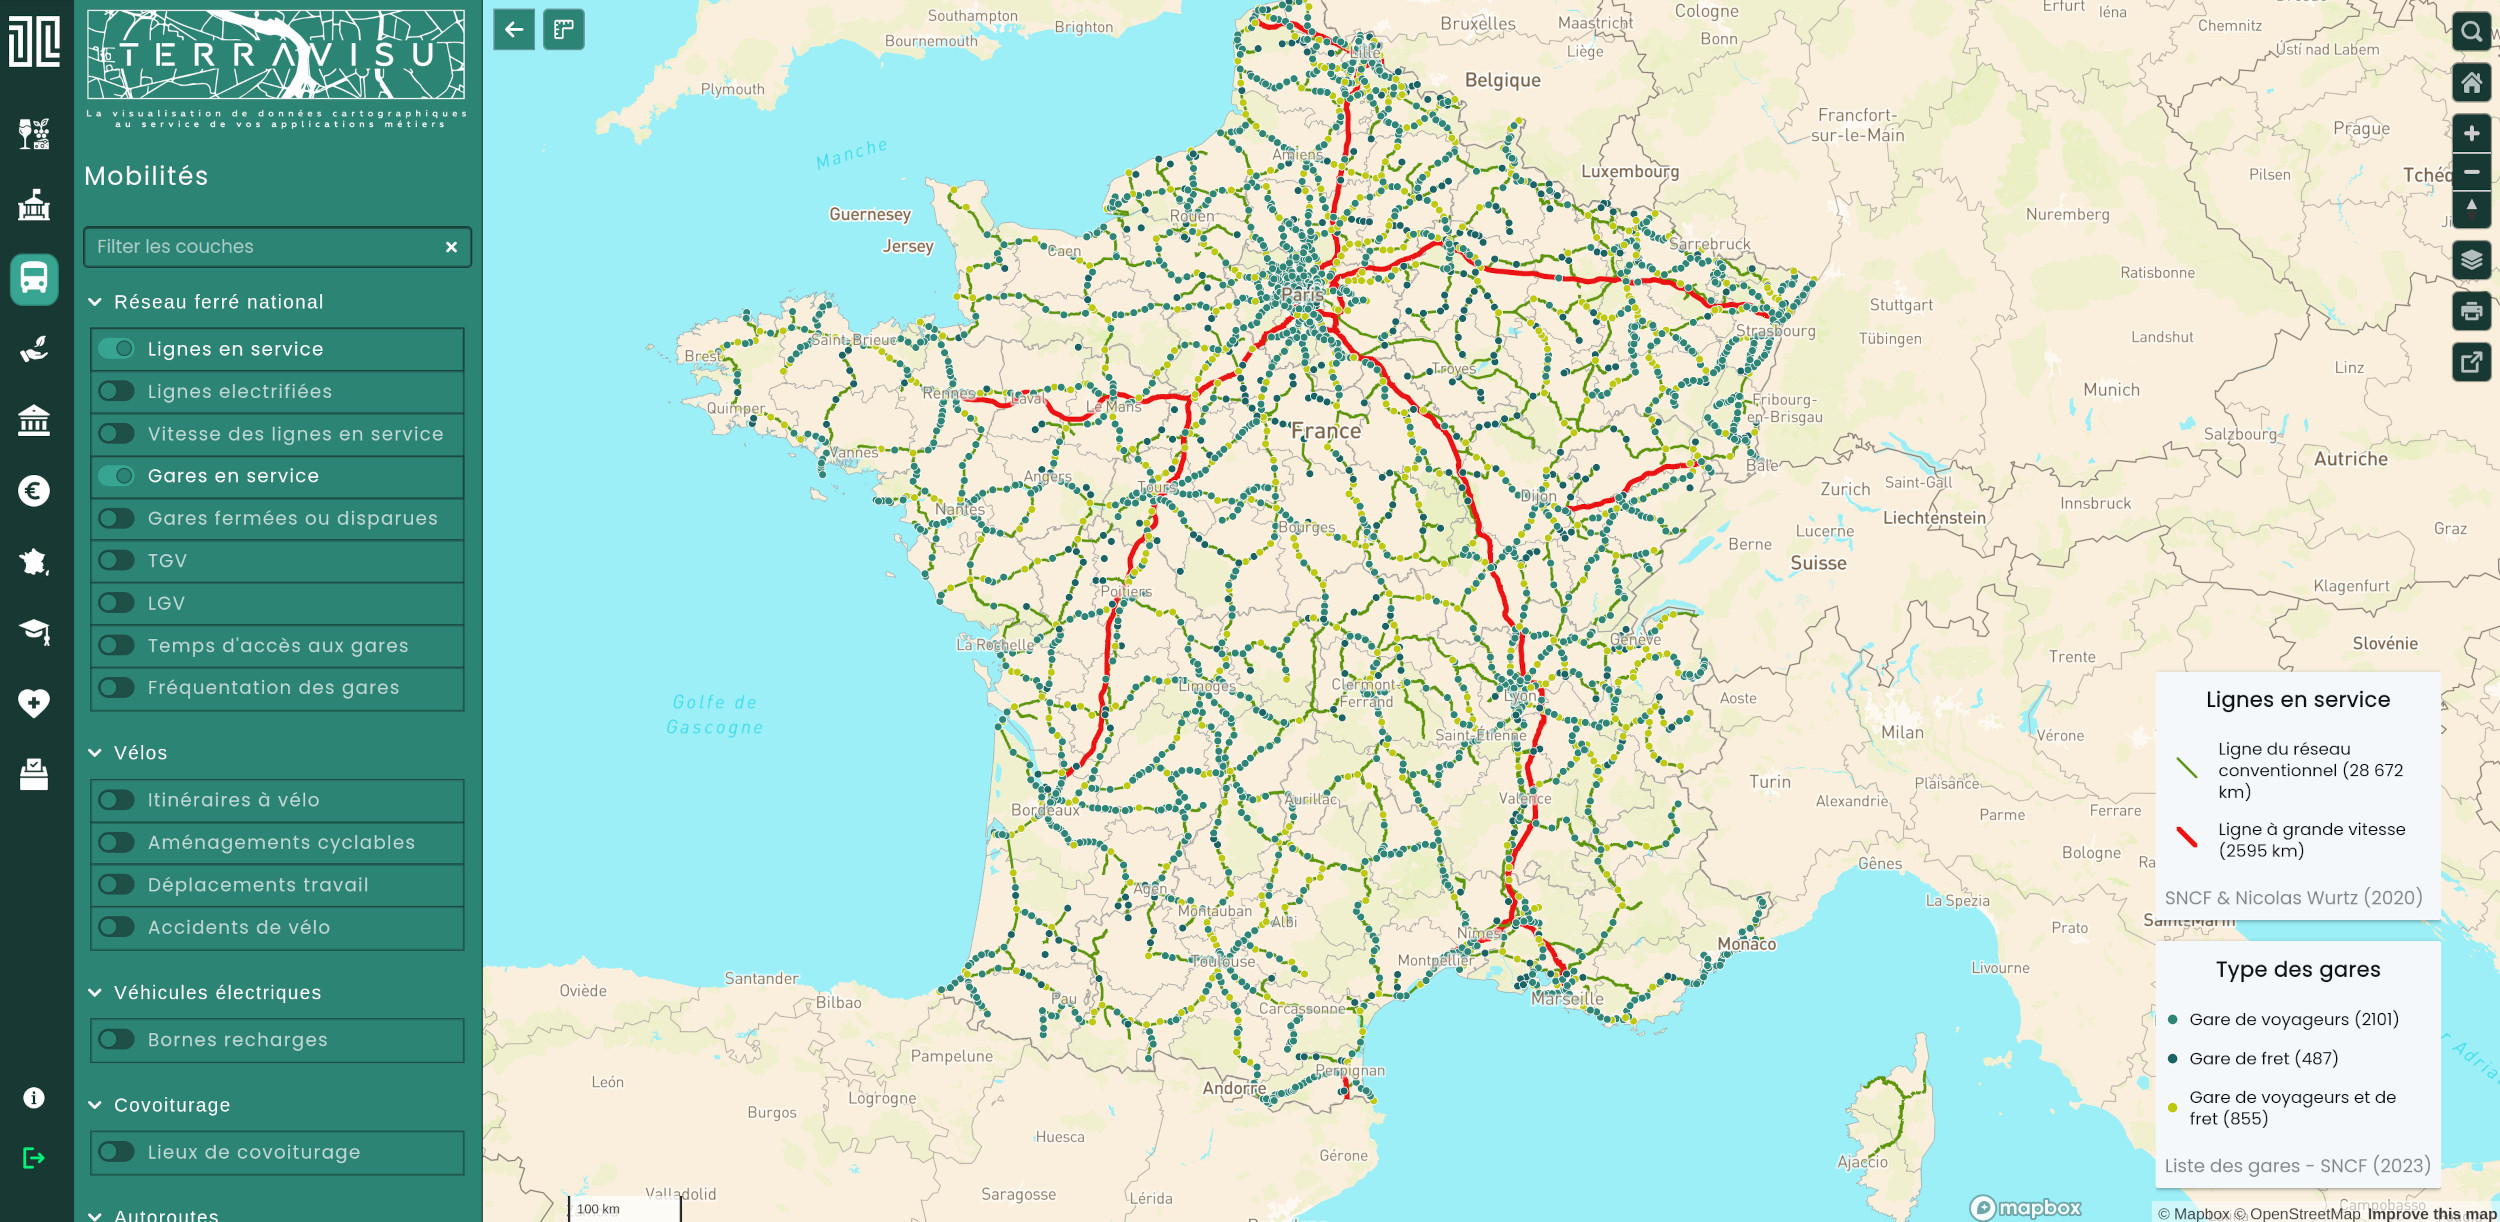 TERRAVISU
La visualisation de données cartographiques
au service de vos applications métiers
Mobilités
Filter les couches
Réseau ferré national
Lignes en service
Lignes electrifiées
Vitesse des lignes en service
Gares en service
Gares fermées ou disparues
TGV
LGV
Temps d'accès aux gares
Fréquentation des gares
Vélos
Itinéraires à vélo
Aménagements cyclables
Déplacements travail
Accidents de vélo
Véhicules électriques
Bornes recharges
Covoiturage
Lieux de covoiturage
Autoroutes
Southampton
Brighton
Bournemouth
Plymouth
Manche
Guernesey
Jersey
Bruxelles
Maastricht
Liège
Belgique
Cologne
Bonn
Erfurt
Iéna
Chemnitz
Ústí nad Labem
Francfort-
sur-le-Main
Prague
Pilsen
Luxembourg
Nuremberg
Ratisbonne
Sarrebruck
Stuttgart
Tübingen
Landshut
Munich
Linz
Salzbourg
Autriche
Strasbourg
Fribourg-
en-Brisgau
Bâle
Zurich
Saint-Gall
Liechtenstein
Lucerne
Berne
Suisse
Innsbruck
Graz
Klagenfurt
Slovénie
Trente
Aoste
Milan
Vérone
Turin
Plaisance
Alexandrie
Parme
Ferrare
Bologne
Gênes
La Spezia
Prato
Livourne
Saint-Marin
Monaco
Lille
Amiens
Rouen
Caen
Paris
Saint-Brieuc
Brest
Quimper
Vannes
Rennes
Laval
Le Mans
Troyes
France
Angers
Tours
Nantes
Dijon
Bourges
Poitiers
La Rochelle
Genève
Limoges
Clermont-
Ferrand
Lyon
Saint-Étienne
Golfe de
Gascogne
Bordeaux
Aurillac
Valence
Agen
Montauban
Albi
Nîmes
Toulouse
Montpellier
Marseille
Pau
Carcassonne
Perpignan
Andorre
Ajaccio
Oviède
Santander
Bilbao
Pampelune
León
Logrogne
Burgos
Huesca
Gérone
Valladolid
Saragosse
Lérida
Campobasso
Lignes en service
Ligne du réseau
conventionnel (28 672
km)
Ligne à grande vitesse
(2595 km)
SNCF & Nicolas Wurtz (2020)
Type des gares
Gare de voyageurs (2101)
Gare de fret (487)
Gare de voyageurs et de
fret (855)
Liste des gares - SNCF (2023)
100 km
mapbox
© Mapbox © OpenStreetMap Improve this map